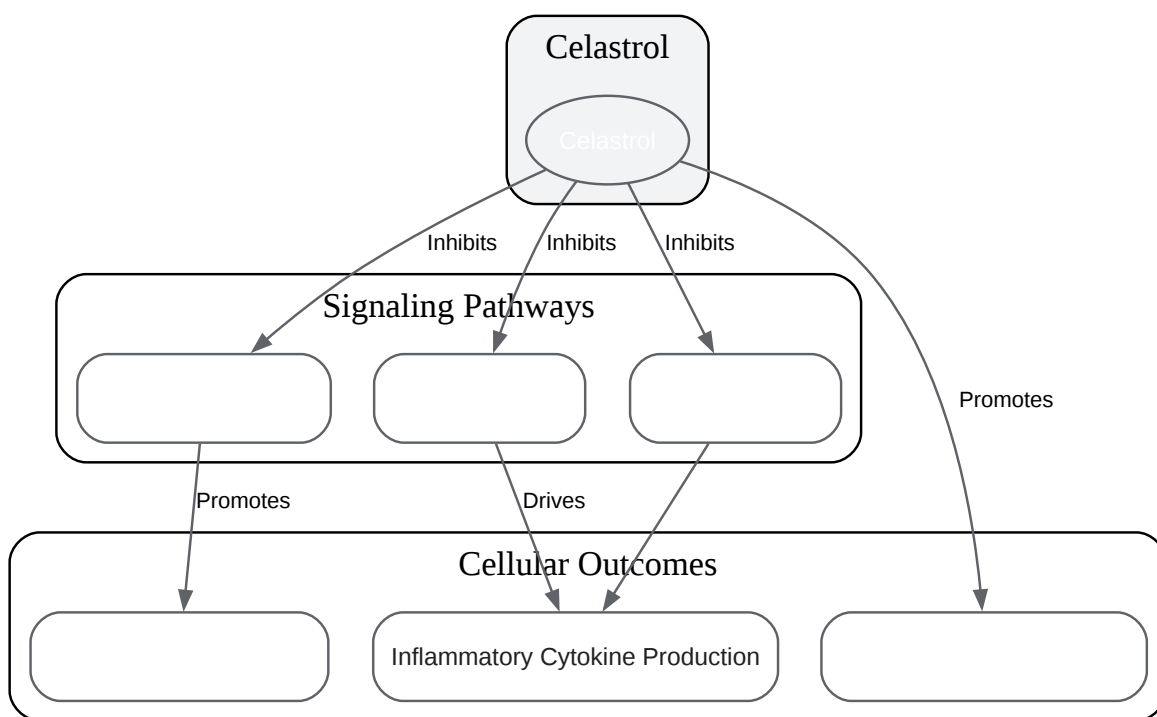 Celastrol
Celastrol
Inhibits
Inhibits
Inhibits
Signaling Pathways
Promotes
Promotes
Drives
Cellular Outcomes
Inflammatory Cytokine Production